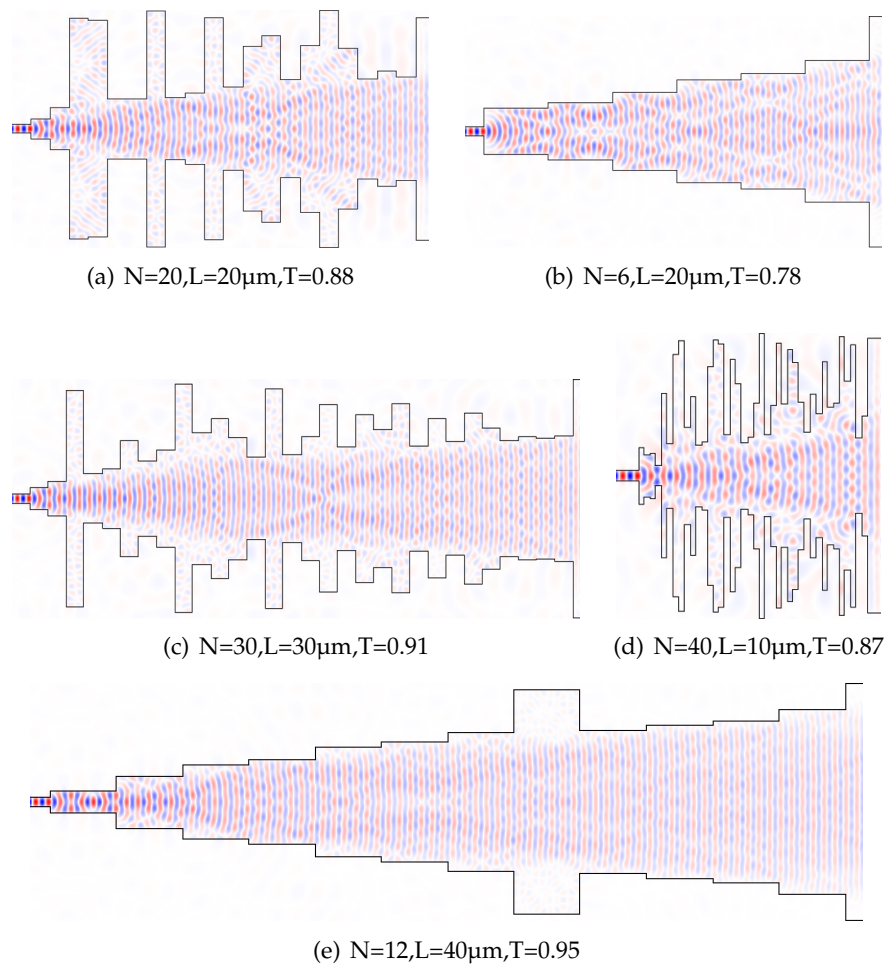 (a) N=20,L=20μm,T=0.88
(b) N=6,L=20μm,T=0.78
(c) N=30,L=30μm,T=0.91
(d) N=40,L=10μm,T=0.87
(e) N=12,L=40μm,T=0.95